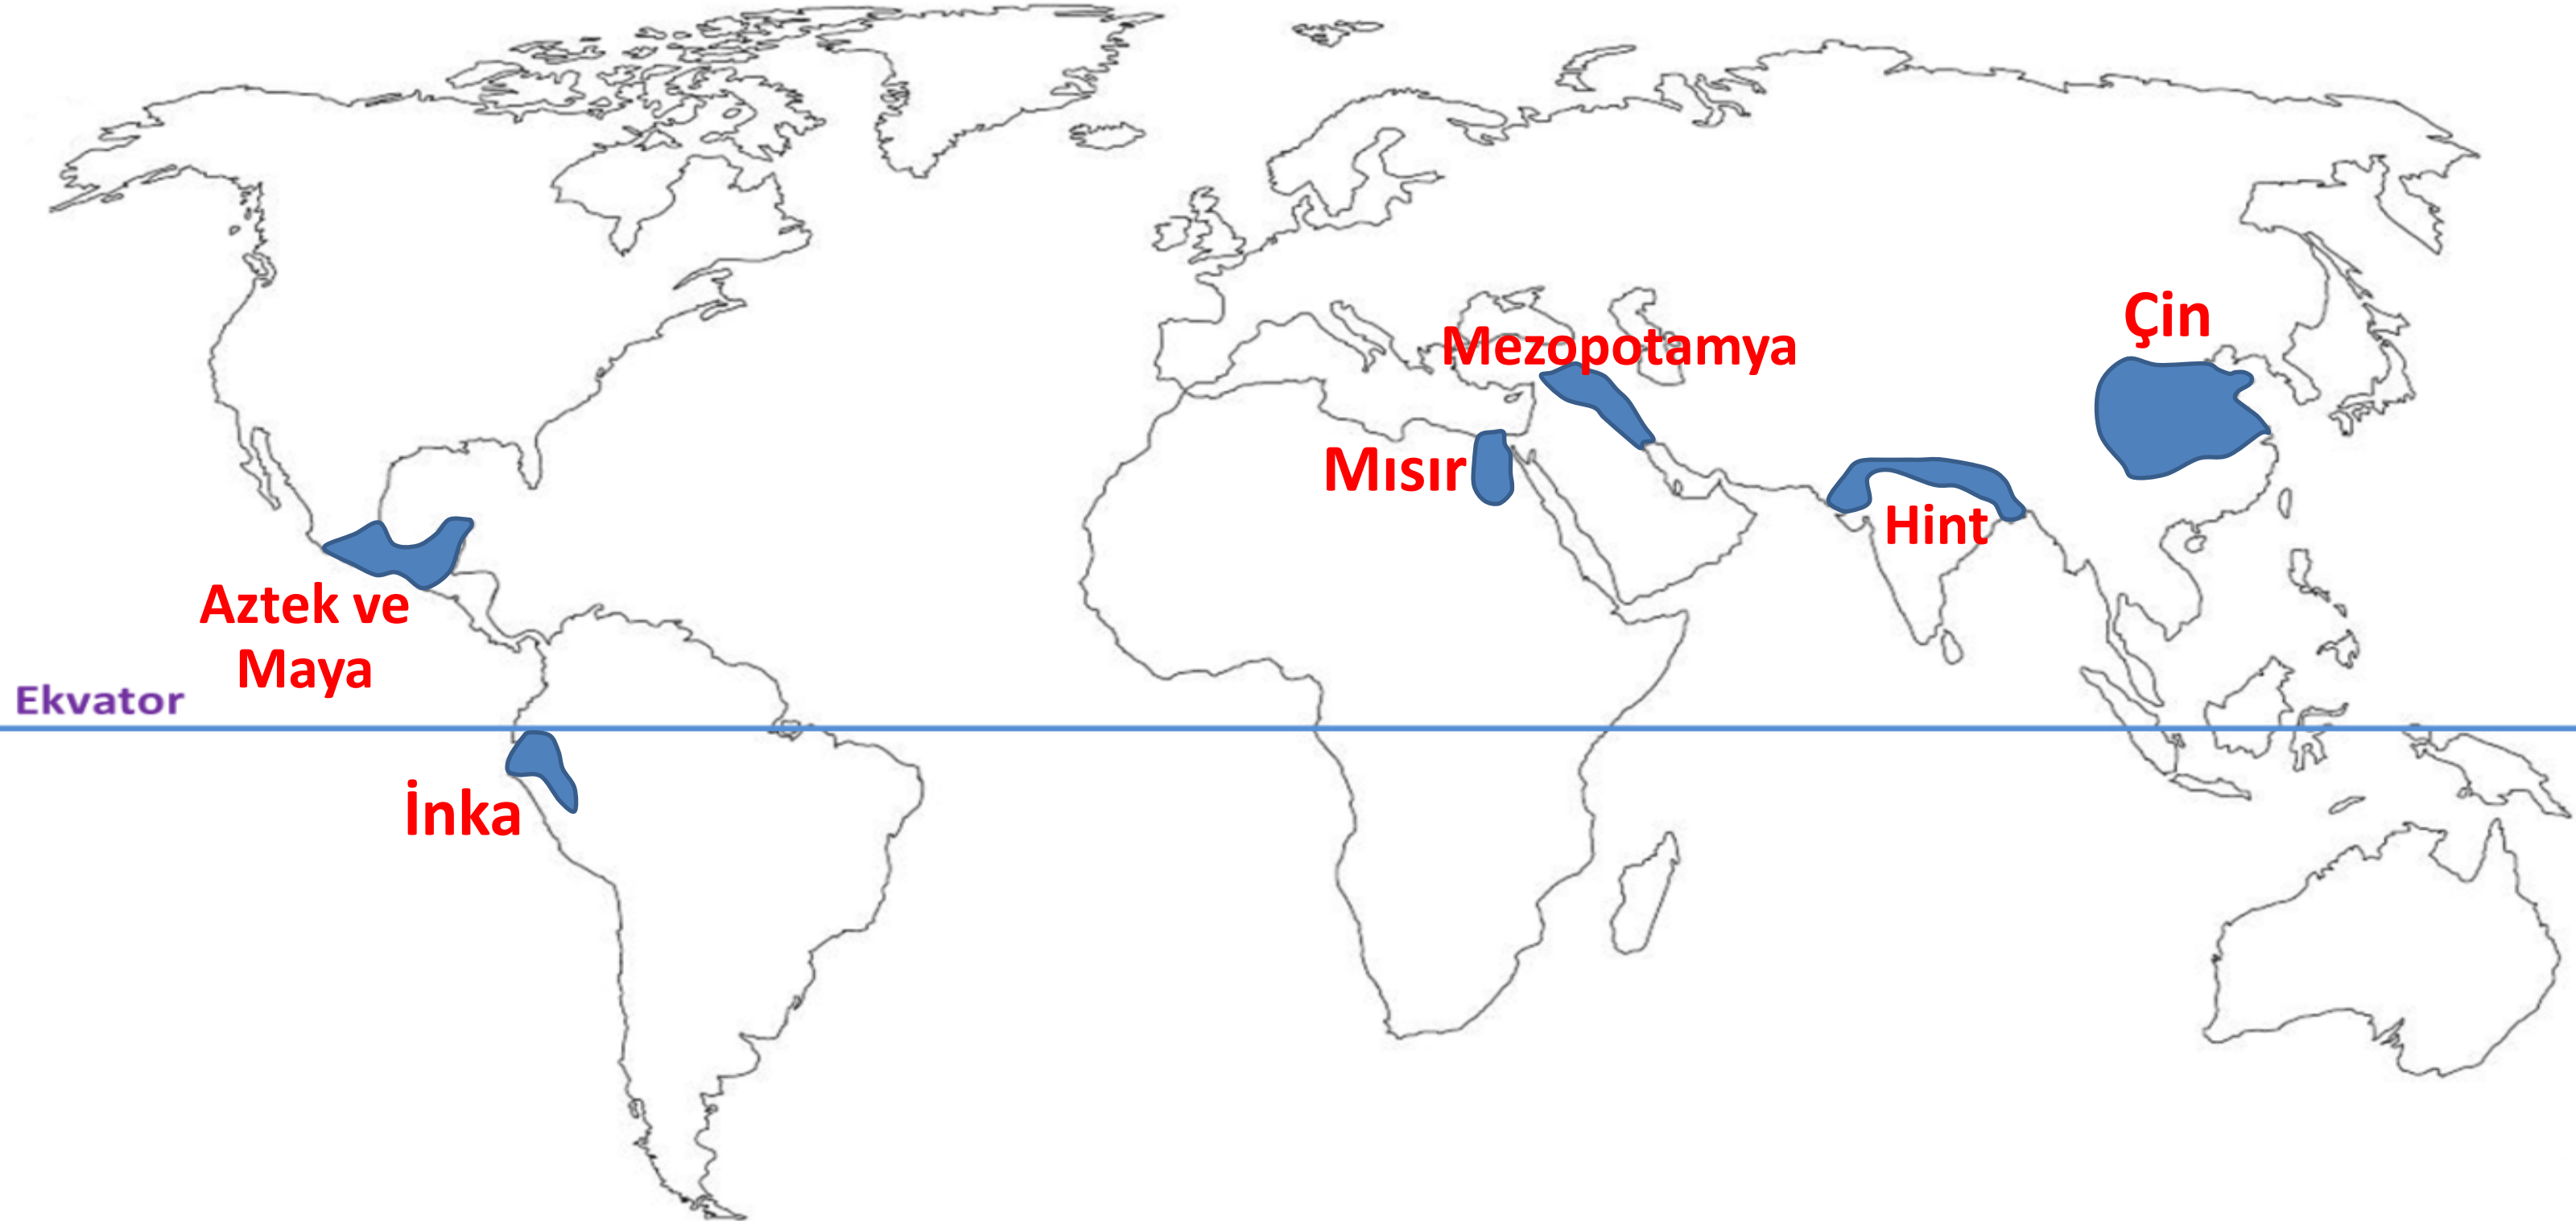 Çin
Mezopotamya
Mısır
Hint
Aztek ve
Maya
Ekvator
İnka